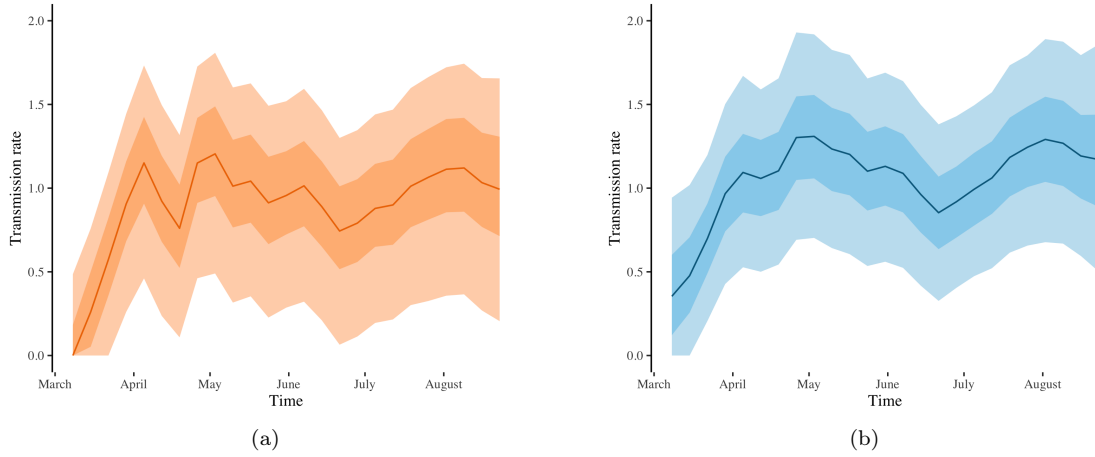 2.0
1.5
1.0
0.5
0.0
Transmission rate
March April May June July August
Time
(a)
2.0
1.5
1.0
0.5
0.0
Transmission rate
March April May June July August
Time
(b)